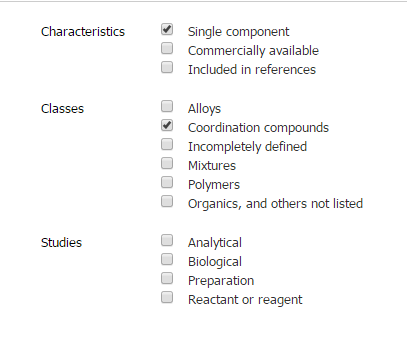 Characteristics Single component
Commercially available
Included in references
Classes Alloys
Coordination compounds
Incompletely defined
Mixtures
Polymers
Organics, and others not listed
Studies Analytical
Biological
Preparation
Reactant or reagent